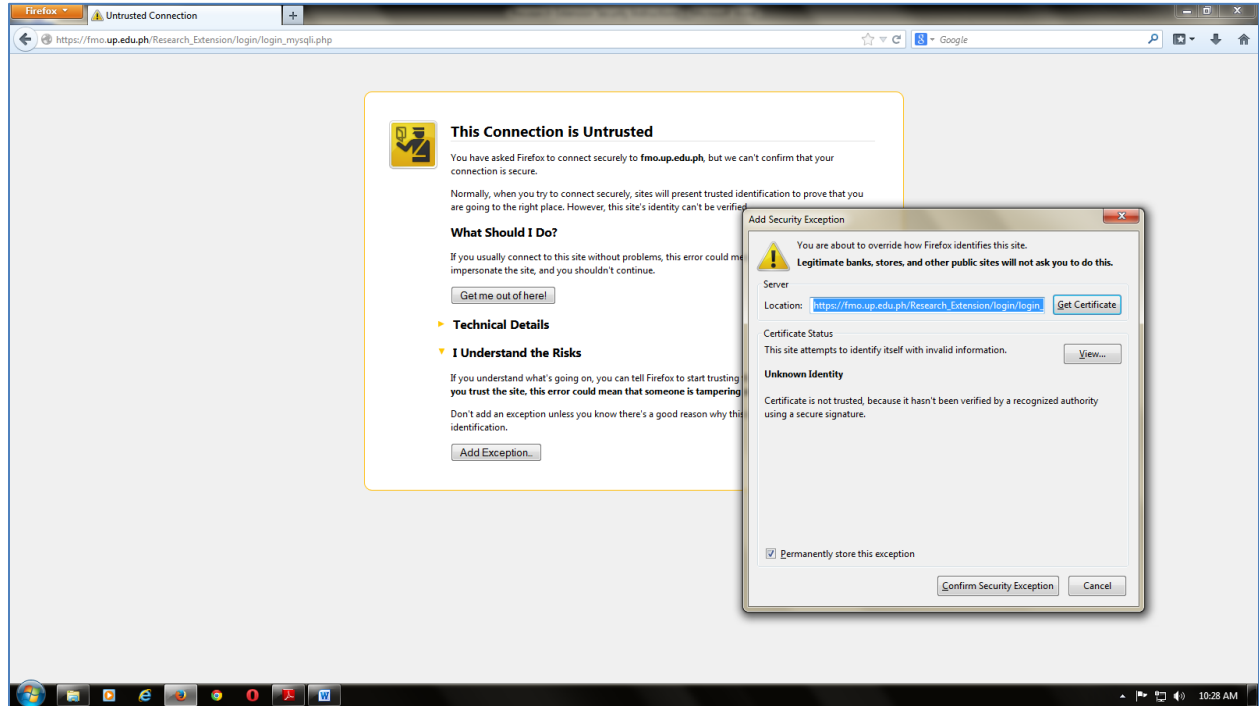 Firefox
Untrusted Connection
https://fmo.up.edu.ph/Research_Extension/login/login_mysqli.php
Google
This Connection is Untrusted
You have asked Firefox to connect securely to fmo.up.edu.ph, but we can't confirm that your
connection is secure.
Normally, when you try to connect securely, sites will present trusted identification to prove that you
are going to the right place. However, this site's identity can't be verified
What Should I Do?
If you usually connect to this site without problems, this error could
impersonate the site, and you shouldn't continue.
Get me out of here!
Technical Details
I Understand the Risks
If you understand what's going on, you can tell Firefox to start trusting
you trust the site, this error could mean that someone is tampering
Don't add an exception unless you know there's a good reason why
identification.
Add Exception...
Add Security Exception
You are about to override how Firefox identifies this site.
Legitimate banks, stores, and other public sites will not ask you to do this.
Server
Location: https://fmo.up.edu.ph/Research_Extension/login/login_ Get Certificate
Certificate Status
This site attempts to identify itself with invalid information.
View...
Unknown Identity
Certificate is not trusted, because it hasn't been verified by a recognized authority
using a secure signature.
Permanently store this exception
Confirm Security Exception Cancel
10:28 AM